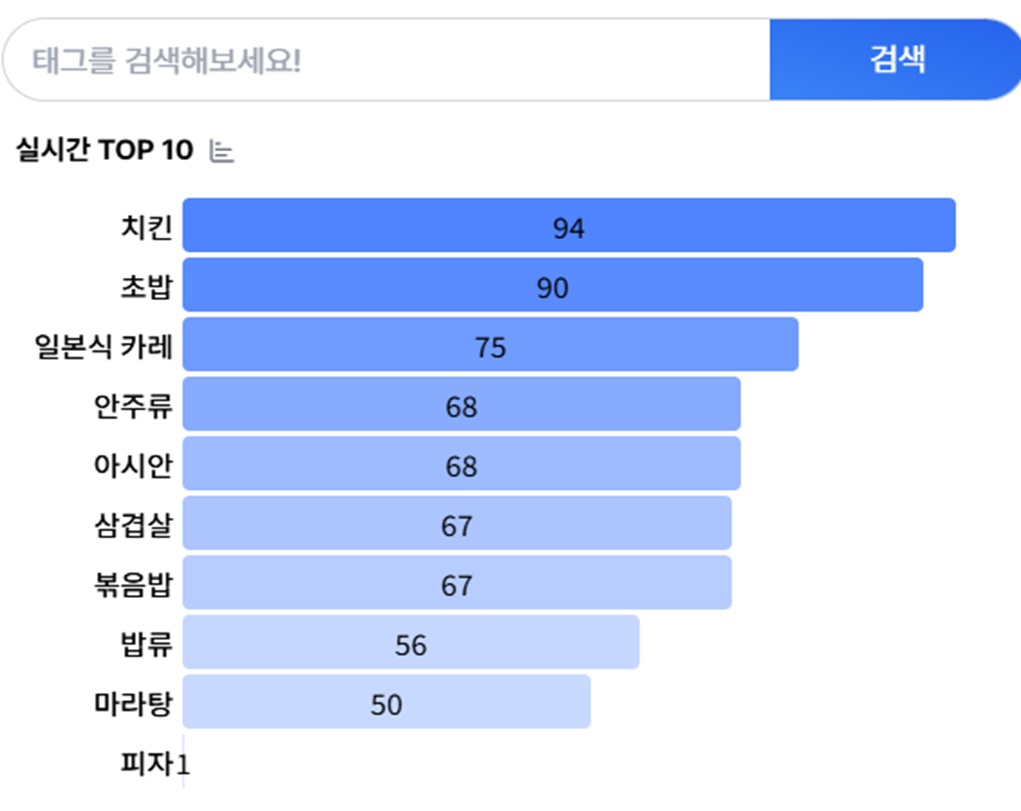 태그를 검색해보세요! 검색
실시간 TOP 10
치킨 94
초밥 90
일본식 카레 75
안주류 68
아시안 68
삼겹살 67
볶음밥 67
밥류 56
마라탕 50
피자 1